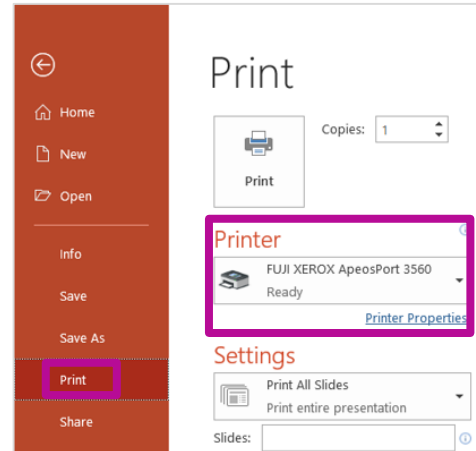 Print
Home
Copies: 1
New
Print
Open
Printer
Info
FUJI XEROX ApeosPort 3560
Ready
Save
Printer Properties
Save As
Settings
Print
Print All Slides
Print entire presentation
Share
Slides: